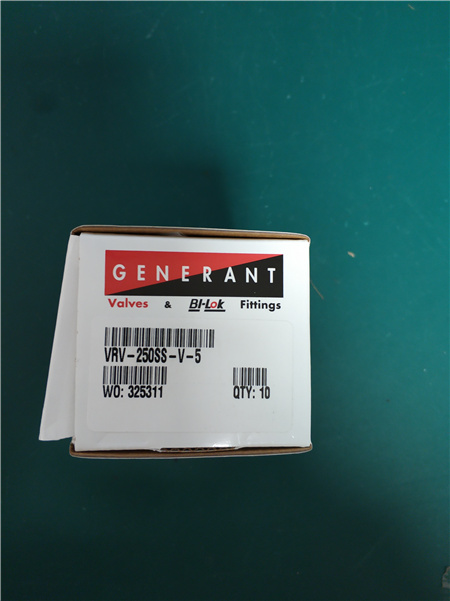 GENERANT
Valves & BI-Lok Fittings
VRV-250SS-V-5
WO: 325311 QTY: 10